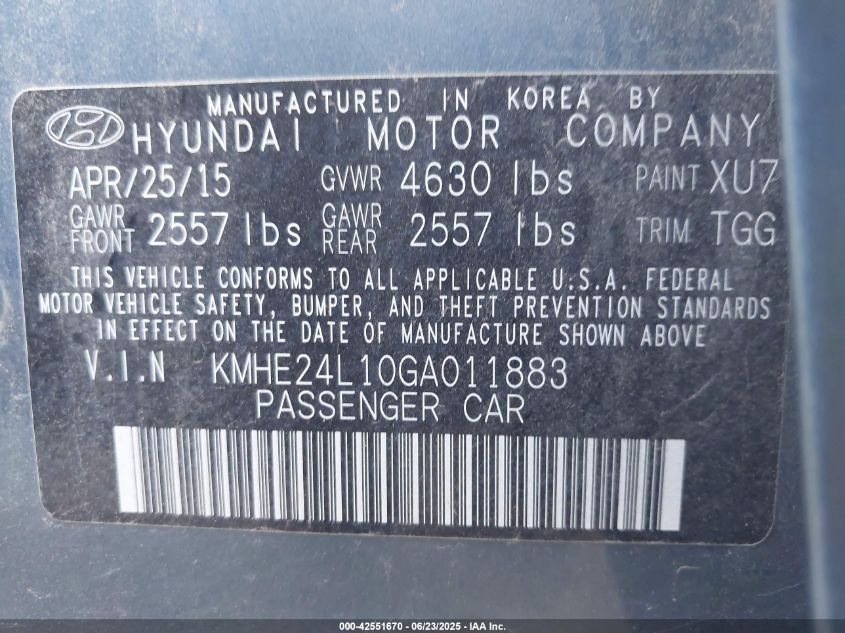 MANUFACTURED IN KOREA BY
HYUNDAI MOTOR COMPANY
APR/25/15 GVWR 4630 lbs PAINT XU7
GAWR FRONT 2557 lbs GAWR REAR 2557 lbs TRIM TGG
THIS VEHICLE CONFORMS TO ALL APPLICABLE U.S.A. FEDERAL
MOTOR VEHICLE SAFETY, BUMPER, AND THEFT PREVENTION STANDARDS
IN EFFECT ON THE DATE OF MANUFACTURE SHOWN ABOVE
V.I.N KMHE24L10GA011883
PASSENGER CAR
000-42551670 - 06/23/2025 - IAA Inc.